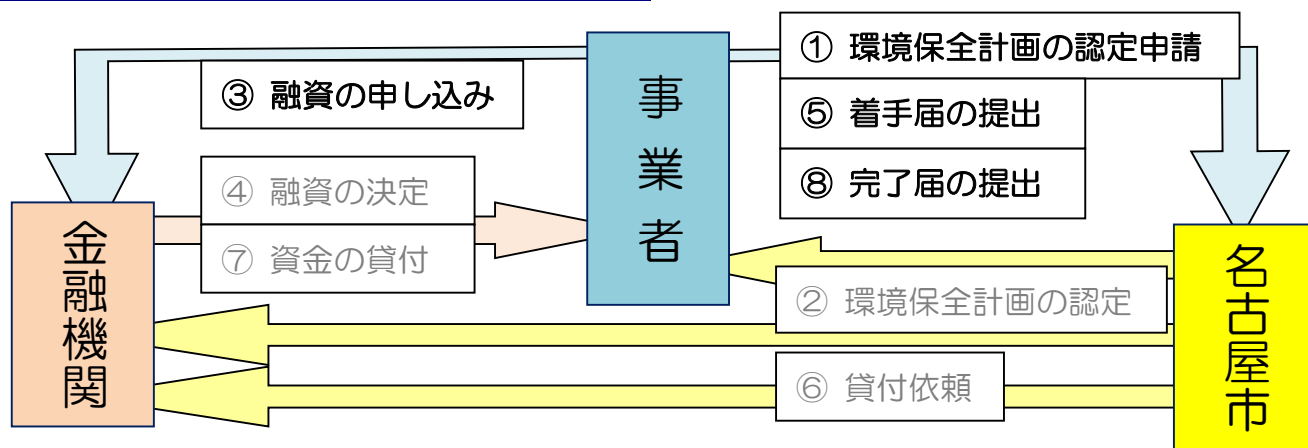 ① 環境保全計画の認定申請
③ 融資の申し込み
⑤ 着手届の提出
⑧ 完了届の提出
事業者
④ 融資の決定
⑦ 資金の貸付
金融機関
名古屋市
② 環境保全計画の認定
⑥ 貸付依頼